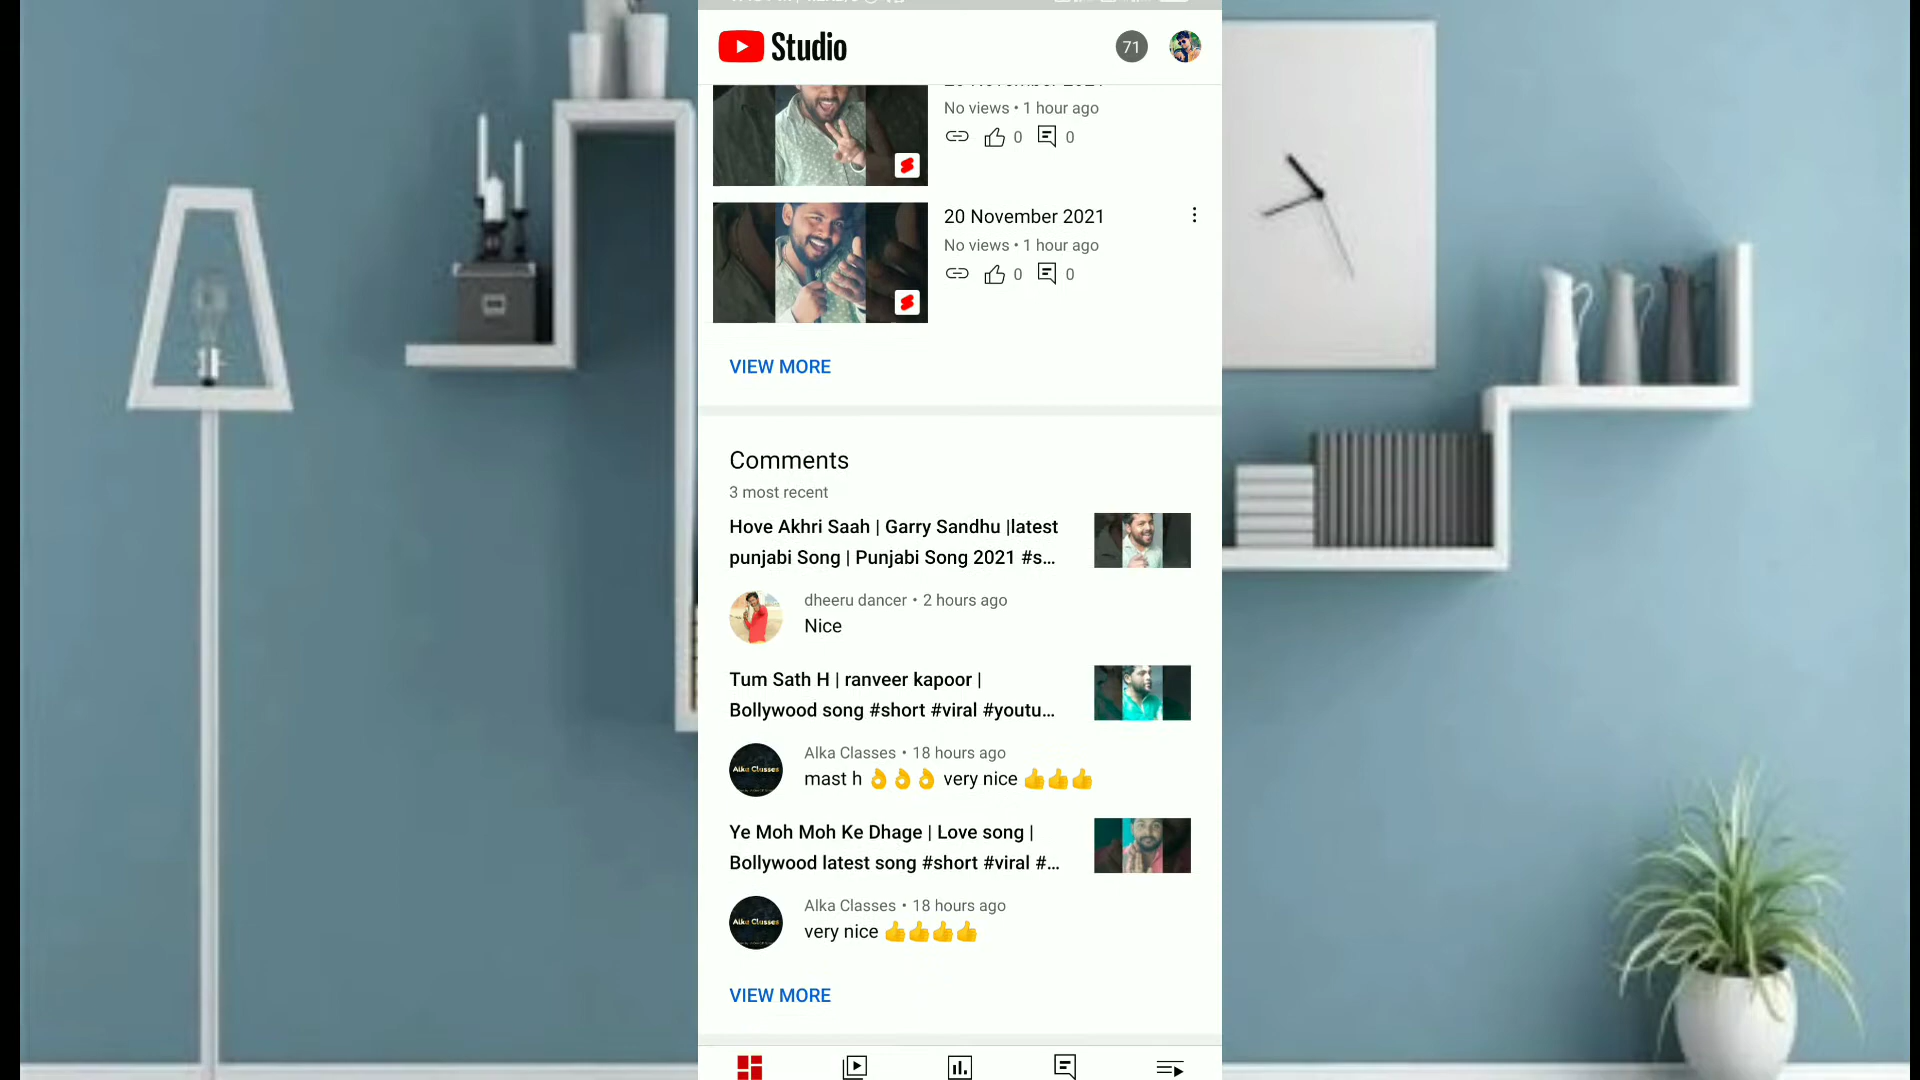 Studio
71
No views • 1 hour ago
0 0
20 November 2021
No views • 1 hour ago
0 0
VIEW MORE
Comments
3 most recent
Hove Akhri Saah | Garry Sandhu |latest
punjabi Song | Punjabi Song 2021 #s...
dheeru dancer • 2 hours ago
Nice
Tum Sath H | ranveer kapoor |
Bollywood song #short #viral #youtu...
Alka Classes • 18 hours ago
Alka Classes
mast h 👌👌👌 very nice 👍👍👍
Ye Moh Moh Ke Dhage | Love song |
Bollywood latest song #short #viral #...
Alka Classes • 18 hours ago
Alka Classes
very nice 👍👍👍👍
VIEW MORE